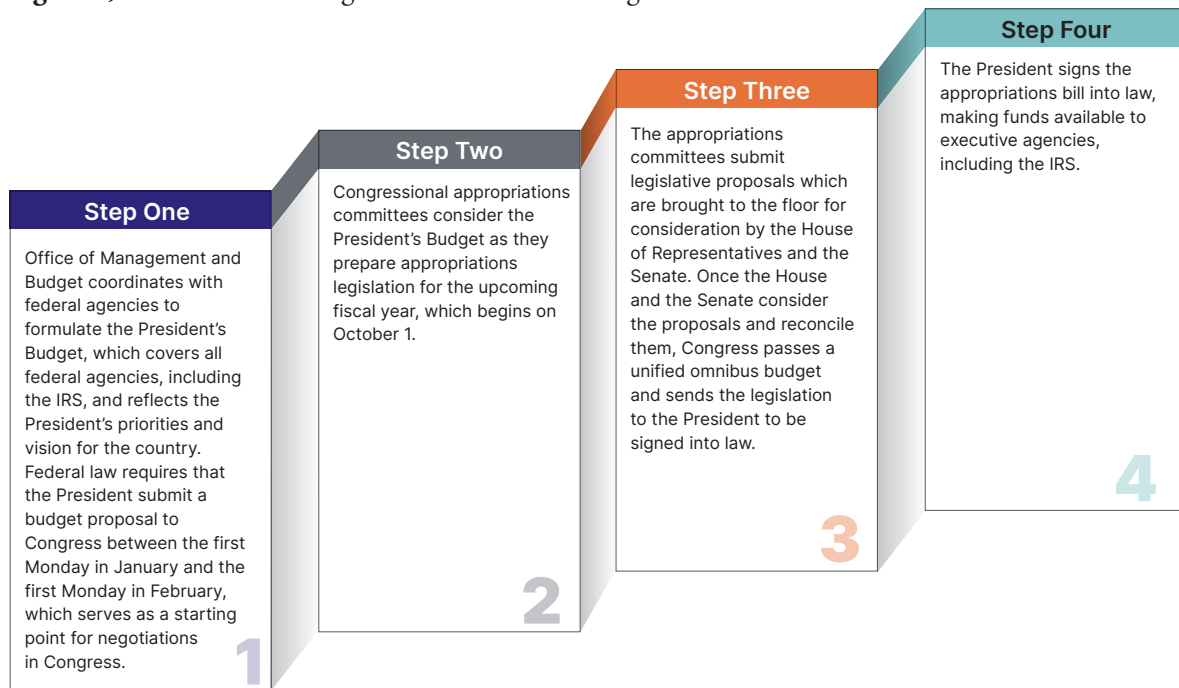 Step One
Office of Management and
Budget coordinates with
federal agencies to
formulate the President’s
Budget, which covers all
federal agencies, including
the IRS, and reflects the
President’s priorities and
vision for the country.
Federal law requires that
the President submit a
budget proposal to
Congress between the first
Monday in January and the
first Monday in February,
which serves as a starting
point for negotiations
in Congress.
1
Step Two
Congressional appropriations
committees consider the
President’s Budget as they
prepare appropriations
legislation for the upcoming
fiscal year, which begins on
October 1.
2
Step Three
The appropriations
committees submit
legislative proposals which
are brought to the floor for
consideration by the House
of Representatives and the
Senate. Once the House
and the Senate consider
the proposals and reconcile
them, Congress passes a
unified omnibus budget
and sends the legislation
to the President to be
signed into law.
3
Step Four
The President signs the
appropriations bill into law,
making funds available to
executive agencies,
including the IRS.
4